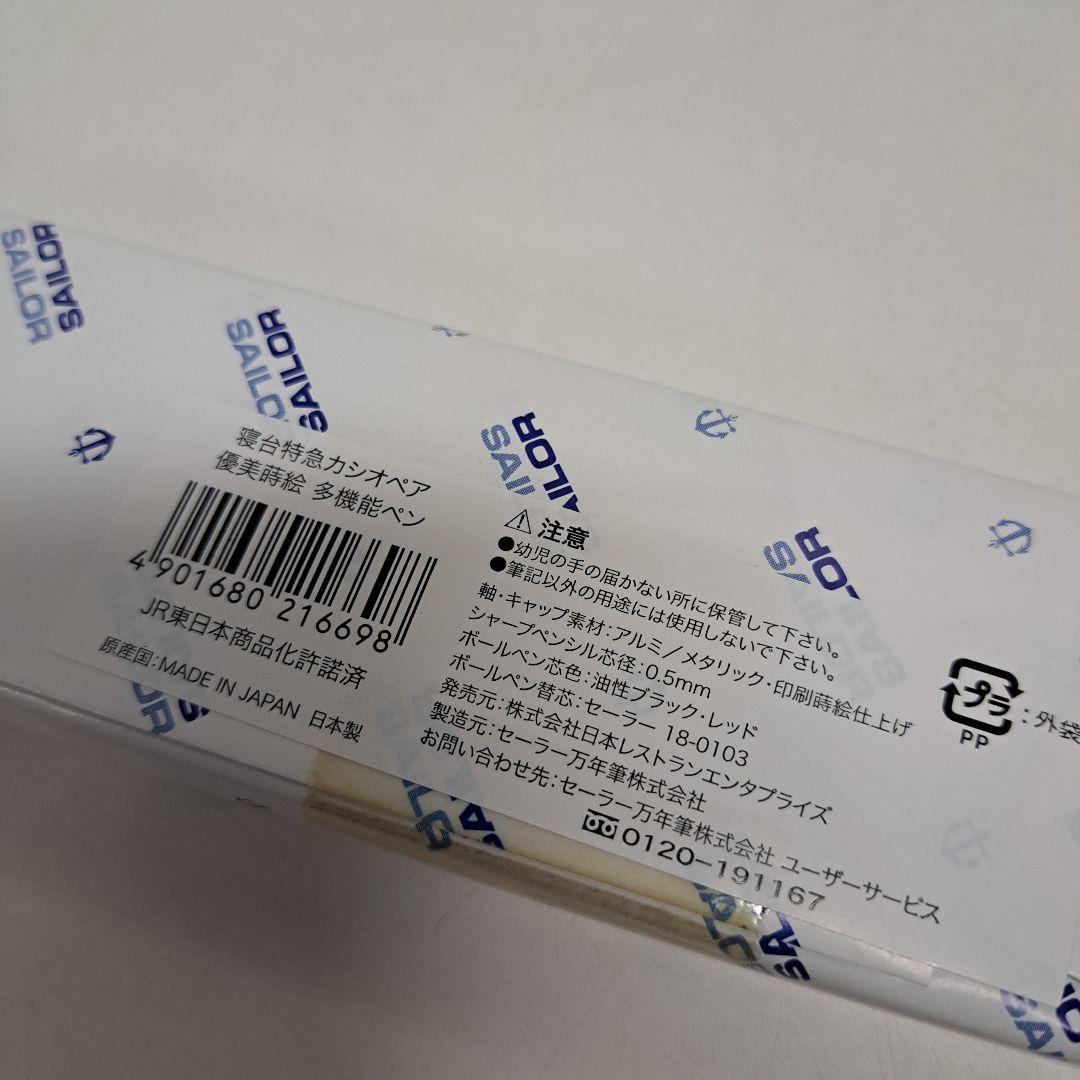 SAILOR
SAILOR
SAILOR
SAILOR
SAILOR
寝台特急カシオペア
優美蒔絵 多機能ペン
4 901680 216698
JR東日本商品化許諾済
原産国:MADE IN JAPAN 日本製
注意
●幼児の手の届かない所に保管して下さい。
●筆記以外の用途には使用しないで下さい。
軸・キャップ素材:アルミ/メタリック・印刷蒔絵仕上げ
シャープペンシル芯径:0.5mm
ボールペン芯色:油性ブラック・レッド
ボールペン替芯:セーラー 18-0103
発売元:株式会社日本レストランエンタプライズ
製造元:セーラー万年筆株式会社
お問い合わせ先:セーラー万年筆株式会社 ユーザーサービス
0120-191167
プラ
:外袋
PP